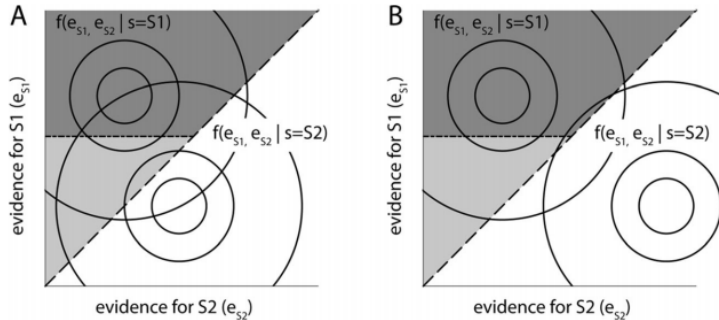 A
f(eS1, eS2 | s=S1)
f(eS1, eS2 | s=S2)
evidence for S1 (eS1)
evidence for S2 (eS2)
B
f(eS1, eS2 | s=S1)
f(eS1, eS2 | s=S2)
evidence for S1 (eS1)
evidence for S2 (eS2)